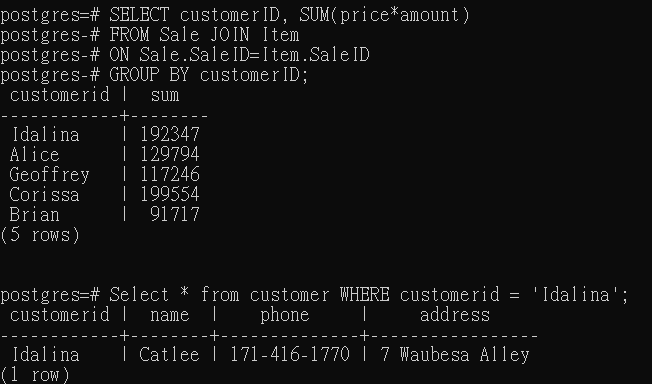 postgres=# SELECT customerID, SUM(price*amount)
postgres-# FROM Sale JOIN Item
postgres-# ON Sale.SaleID=Item.SaleID
postgres-# GROUP BY customerID;
 customerid |  sum
------------+--------
 Idalina    | 192347
 Alice      | 129794
 Geoffrey   | 117246
 Corissa    | 199554
 Brian      |  91717
(5 rows)

postgres=# Select * from customer WHERE customerid = 'Idalina';
 customerid |  name  |    phone     |     address
------------+--------+--------------+-----------------
 Idalina    | Catlee | 171-416-1770 | 7 Waubesa Alley
(1 row)